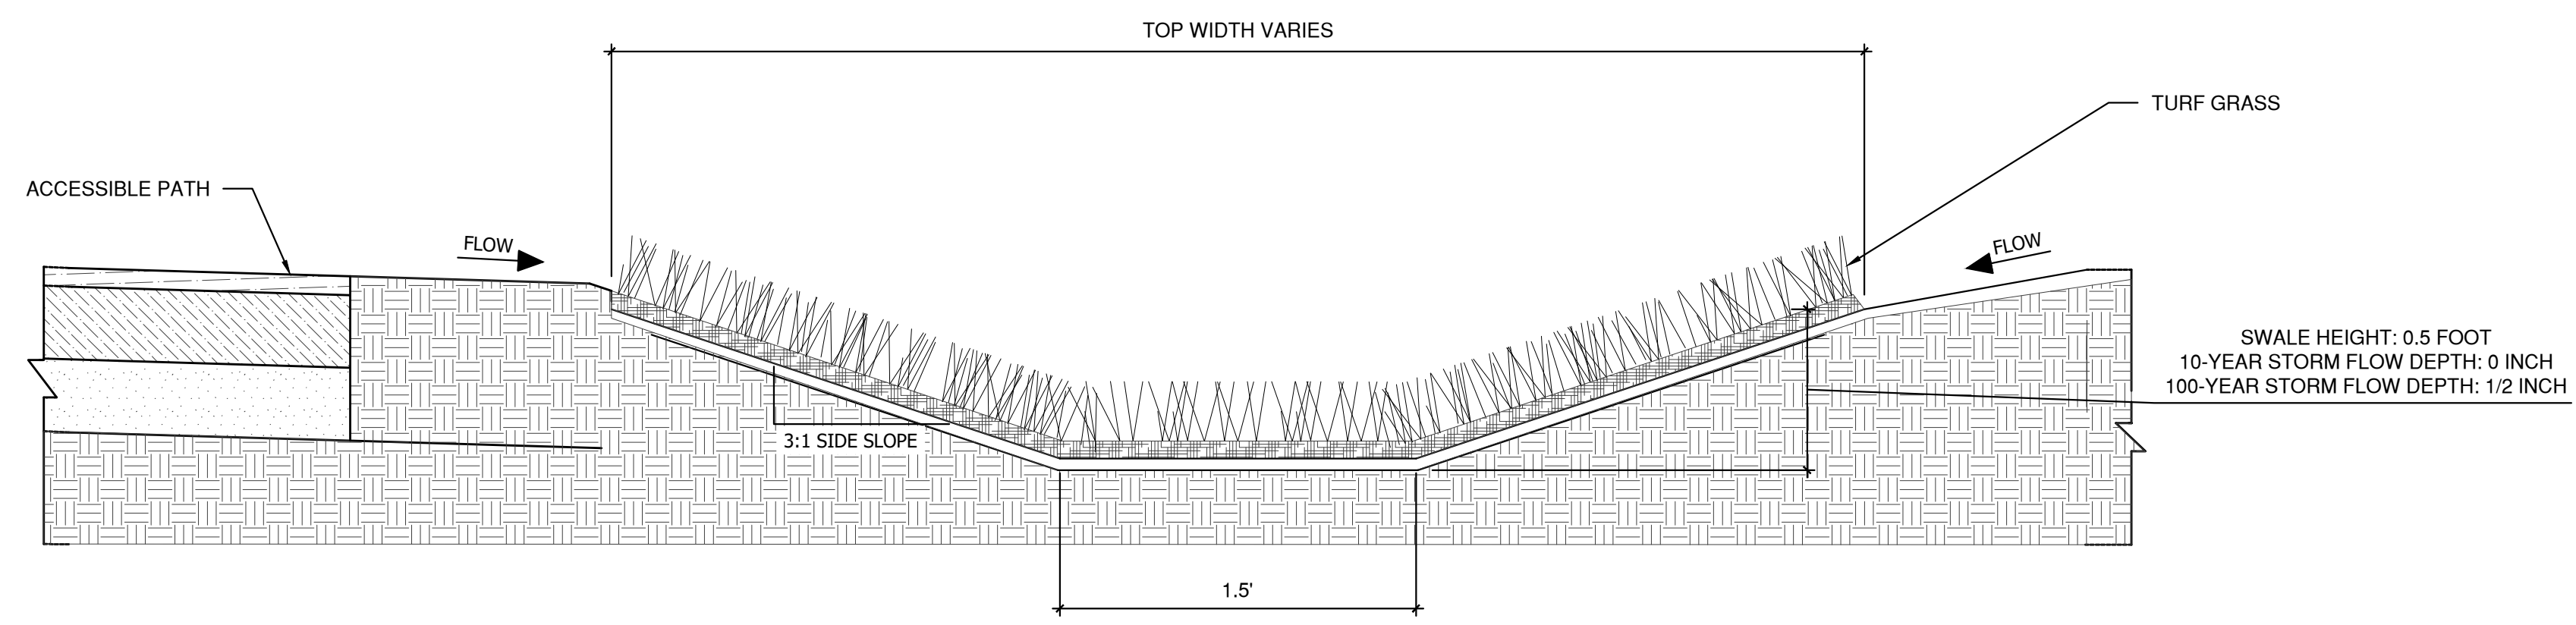 TOP WIDTH VARIES
TURF GRASS
ACCESSIBLE PATH
FLOW
FLOW
SWALE HEIGHT: 0.5 FOOT
10-YEAR STORM FLOW DEPTH: 0 INCH
100-YEAR STORM FLOW DEPTH: 1/2 INCH
3:1 SIDE SLOPE
1.5'